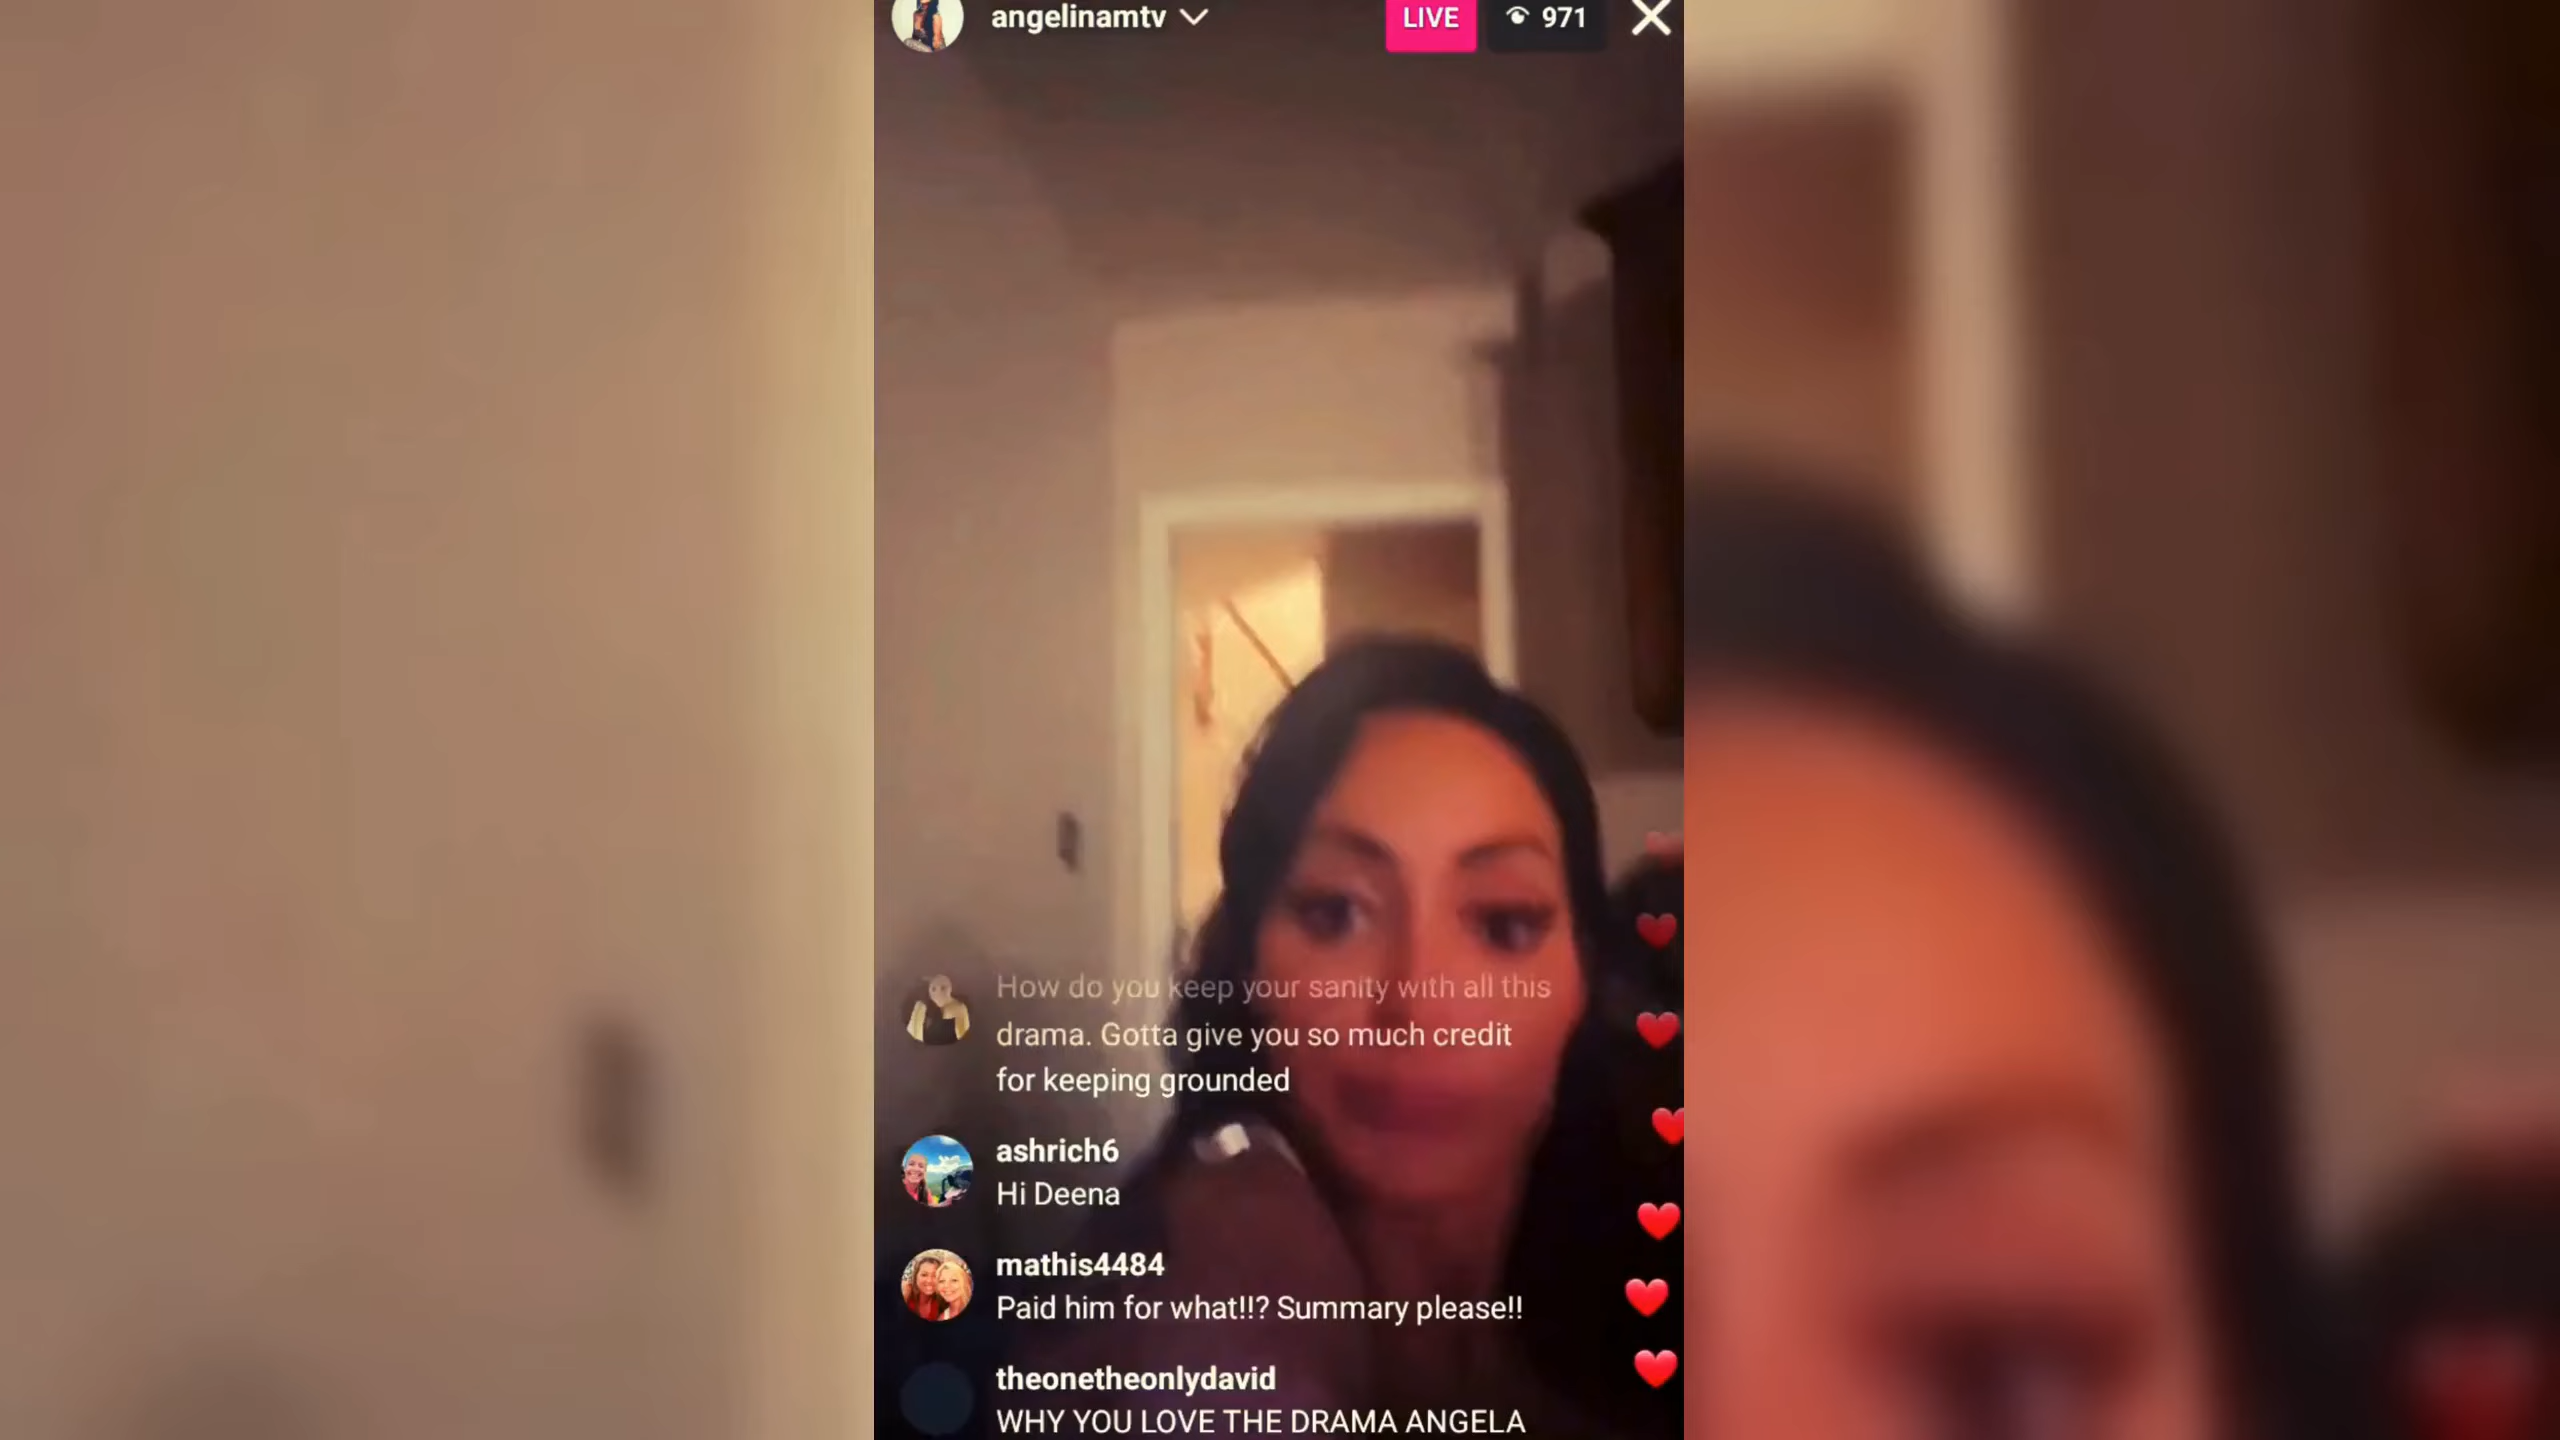 angelinamtv
LIVE
971
How do you keep your sanity with all this
drama. Gotta give you so much credit
for keeping grounded
ashrich6
Hi Deena
mathis4484
Paid him for what!!? Summary please!!
theonetheonlydavid
WHY YOU LOVE THE DRAMA ANGELA